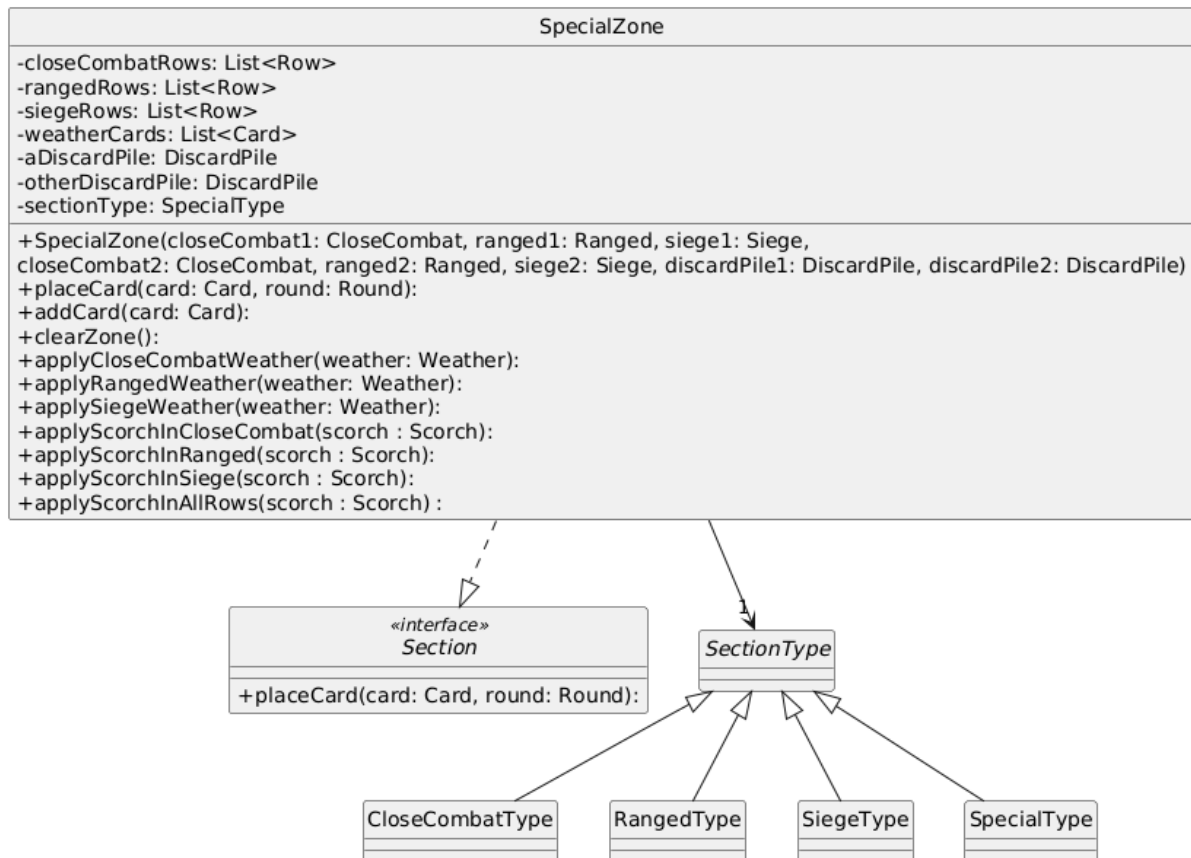 SpecialZone
-closeCombatRows: List<Row>
-rangedRows: List<Row>
-siegeRows: List<Row>
-weatherCards: List<Card>
-aDiscardPile: DiscardPile
-otherDiscardPile: DiscardPile
-sectionType: SpecialType
+SpecialZone(closeCombat1: CloseCombat, ranged1: Ranged, siege1: Siege,
closeCombat2: CloseCombat, ranged2: Ranged, siege2: Siege, discardPile1: DiscardPile, discardPile2: DiscardPile)
+placeCard(card: Card, round: Round):
+addCard(card: Card):
+clearZone():
+applyCloseCombatWeather(weather: Weather):
+applyRangedWeather(weather: Weather):
+applySiegeWeather(weather: Weather):
+applyScorchInCloseCombat(scorch : Scorch):
+applyScorchInRanged(scorch : Scorch):
+applyScorchInSiege(scorch : Scorch):
+applyScorchInAllRows(scorch : Scorch) :
1
«interface»
Section
+placeCard(card: Card, round: Round):
SectionType
CloseCombatType
RangedType
SiegeType
SpecialType